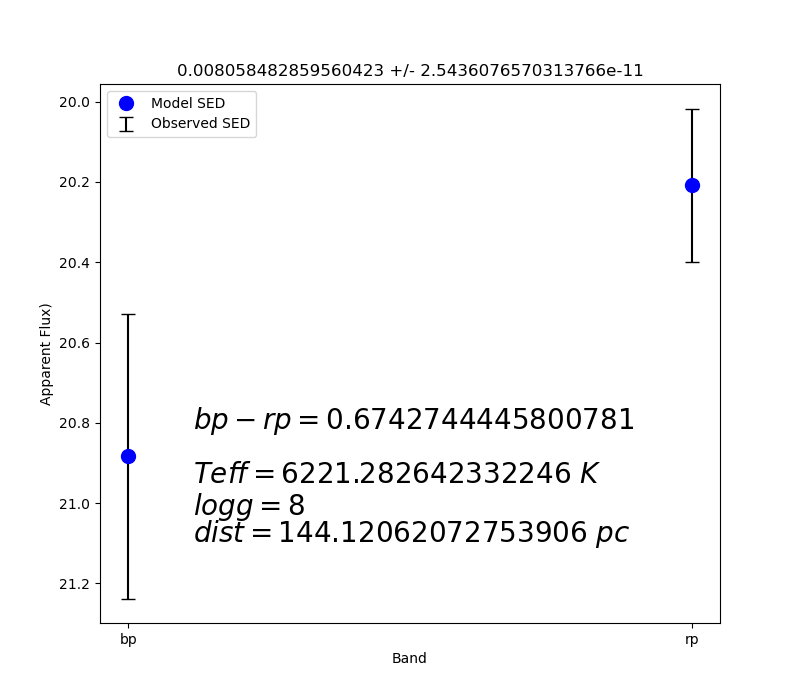 0.008058482859560423 +/- 2.5436076570313766e-11
Model SED
Observed SED
20.0
20.2
20.4
20.6
20.8
21.0
21.2
Apparent Flux)
bp − rp = 0.6742744445800781
Teff = 6221.282642332246 K
logg = 8
dist = 144.12062072753906 pc
bp
rp
Band